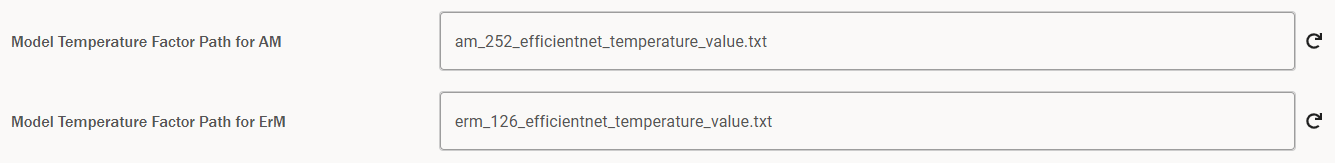 Model Temperature Factor Path for AM
am_252_efficientnet_temperature_value.txt
Model Temperature Factor Path for ErM
erm_126_efficientnet_temperature_value.txt